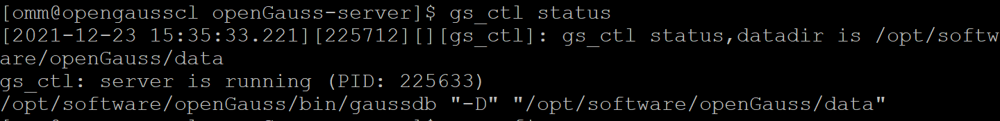 [omm@opengausscl openGauss-server]$ gs_ctl status
[2021-12-23 15:35:33.221][225712][][gs_ctl]: gs_ctl status,datadir is /opt/softw
are/openGauss/data
gs_ctl: server is running (PID: 225633)
/opt/software/openGauss/bin/gaussdb "-D" "/opt/software/openGauss/data"